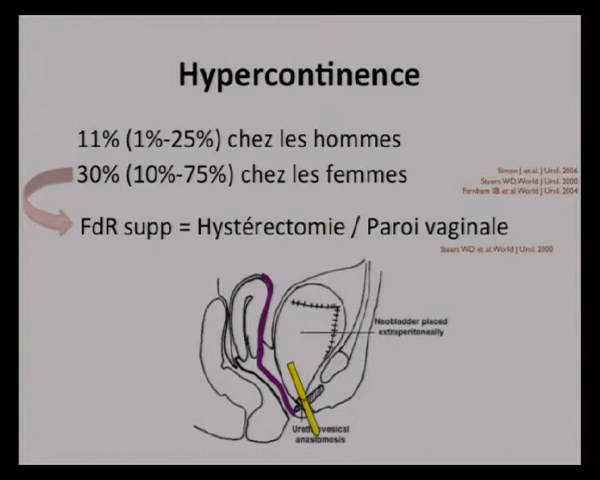 Hypercontinence
11% (1%-25%) chez les hommes
30% (10%-75%) chez les femmes
Simon J et al. J Urol. 2006
Steers WD. World J Urol. 2000
Farnham SB et al. World J Urol. 2004
FdR supp = Hystérectomie / Paroi vaginale
Steers WD et al. World J Urol. 2000
Neobladder placed
extraperitoneally
anastomosis